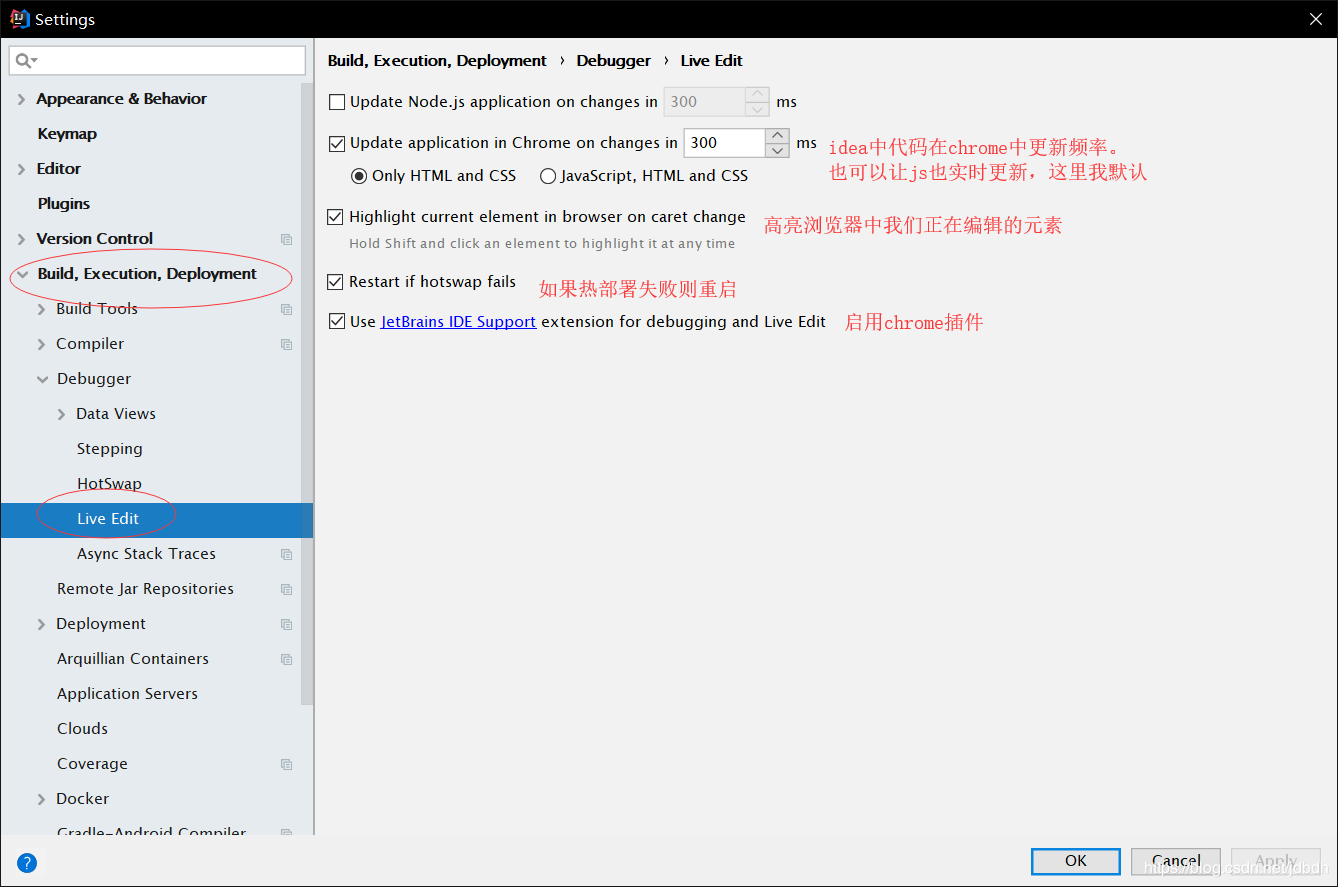 Settings
Appearance & Behavior
Keymap
Editor
Plugins
Version Control
Build, Execution, Deployment
Build Tools
Compiler
Debugger
Data Views
Stepping
HotSwap
Live Edit
Async Stack Traces
Remote Jar Repositories
Deployment
Arquillian Containers
Application Servers
Clouds
Coverage
Docker
Gradle-Android Compiler
Build, Execution, Deployment › Debugger › Live Edit
Update Node.js application on changes in 300 ms
Update application in Chrome on changes in 300 ms
idea中代码在chrome中更新频率。
也可以让js也实时更新，这里我默认
Only HTML and CSS JavaScript, HTML and CSS
Highlight current element in browser on caret change
高亮浏览器中我们正在编辑的元素
Hold Shift and click an element to highlight it at any time
Restart if hotswap fails
如果热部署失败则重启
Use JetBrains IDE Support extension for debugging and Live Edit
启用chrome插件
?
OK Cancel Apply
https://blog.csdn.net/jdbdh